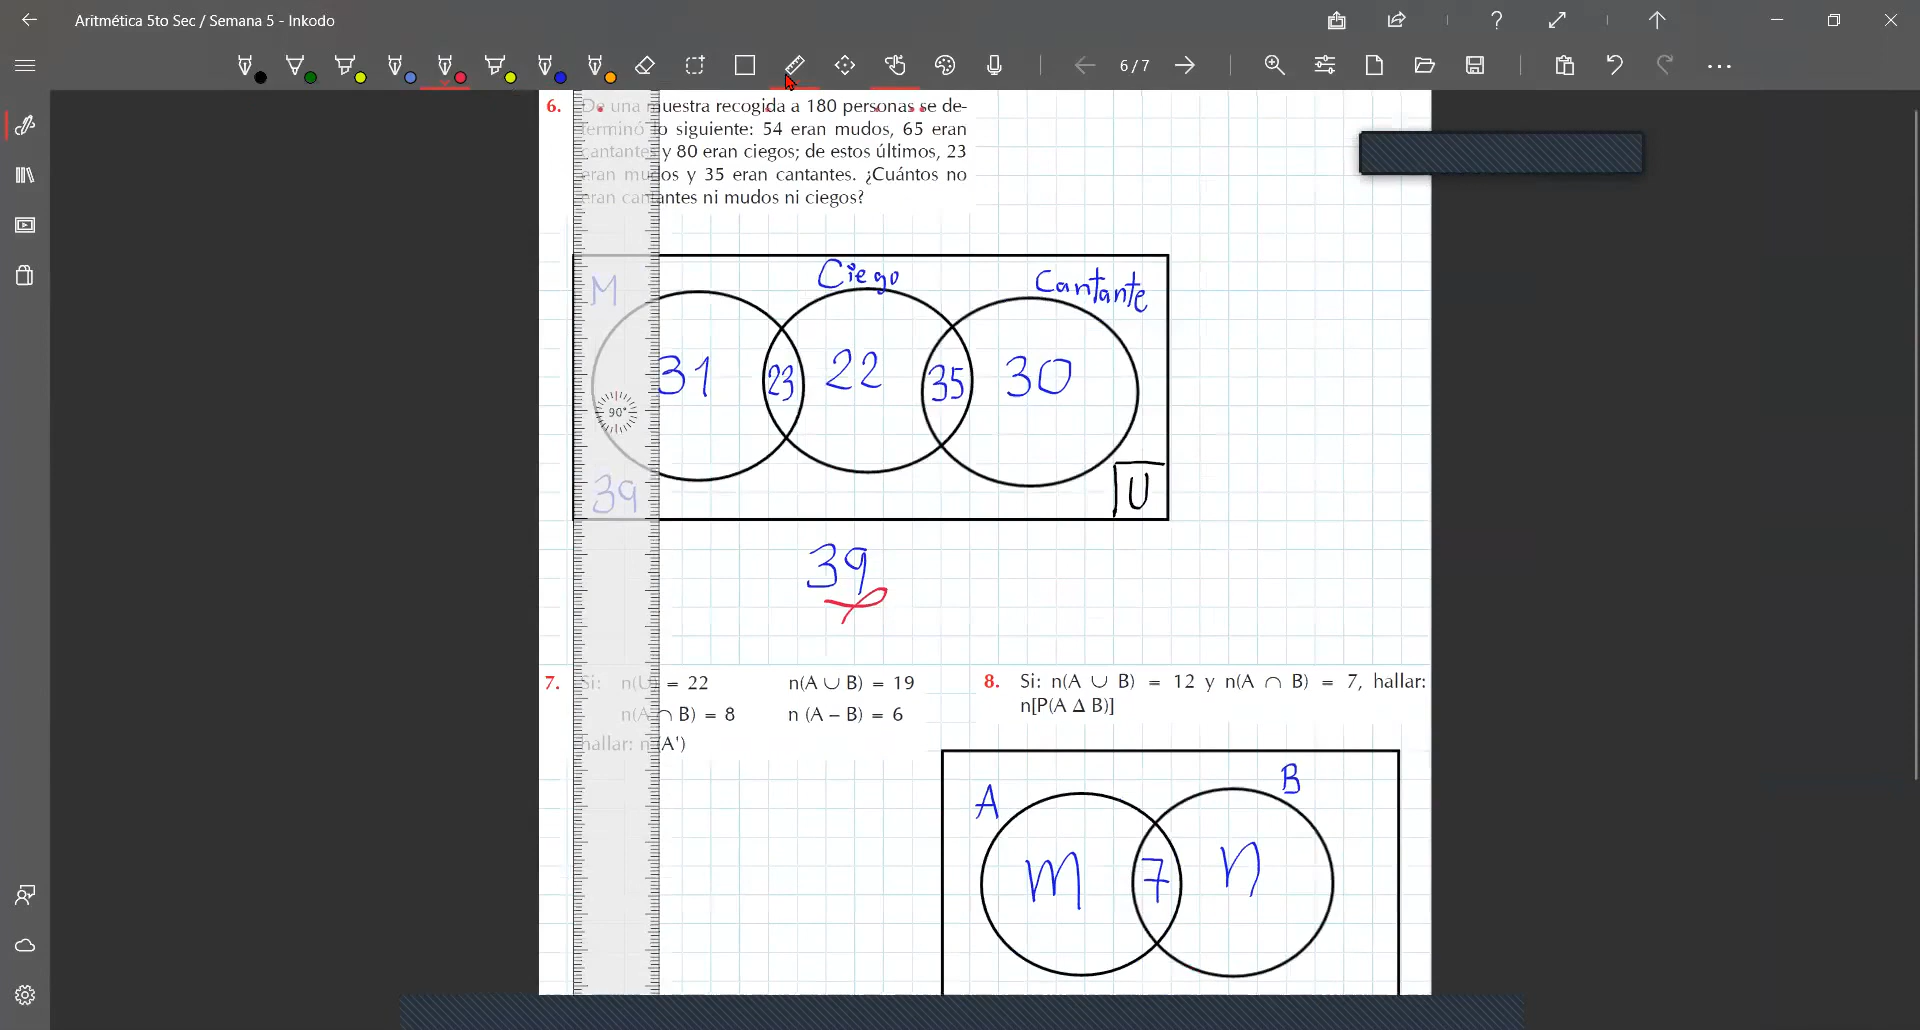 Aritmética 5to Sec / Semana 5 - Inkodo
6 / 7
6. De una muestra recogida a 180 personas se de-
terminó lo siguiente: 54 eran mudos, 65 eran
cantantes y 80 eran ciegos; de estos últimos, 23
eran mudos y 35 eran cantantes. ¿Cuántos no
eran cantantes ni mudos ni ciegos?
M
Ciego
Cantante
31 23 22 35 30
90°
39
U
39
7. Si: n(U) = 22 n(A ∪ B) = 19
n(A ∩ B) = 8 n (A – B) = 6
hallar: n (A')
8. Si: n(A ∪ B) = 12 y n(A ∩ B) = 7, hallar:
n[P(A Δ B)]
A
B
m 7 n